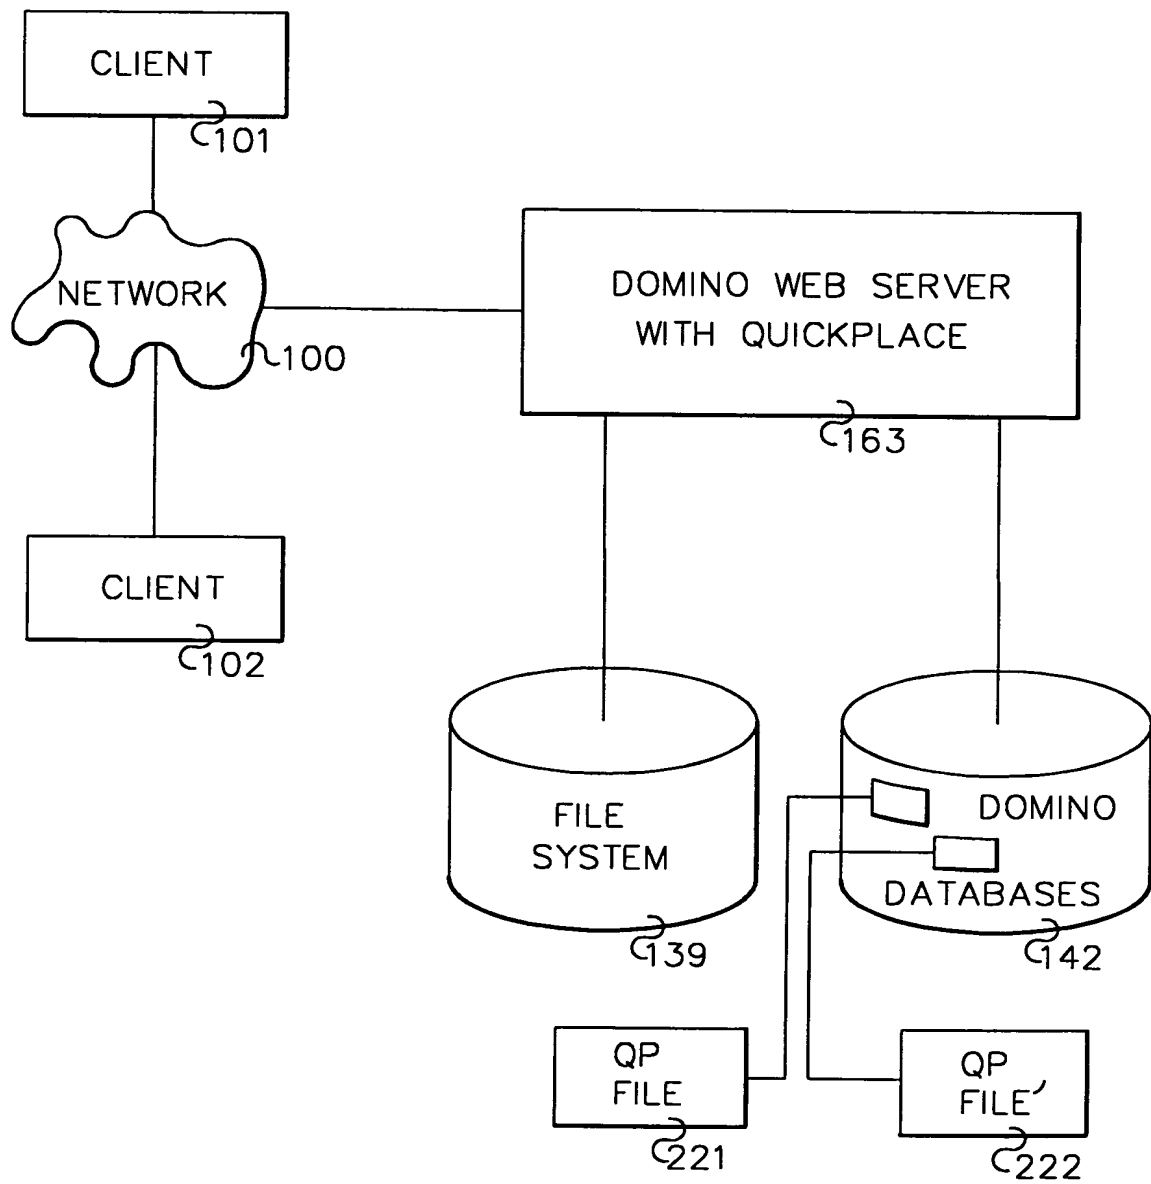 CLIENT
101
NETWORK
100
DOMINO WEB SERVER
WITH QUICKPLACE
163
CLIENT
102
FILE
SYSTEM
139
DOMINO
DATABASES
142
QP
FILE
221
QP
FILE'
222